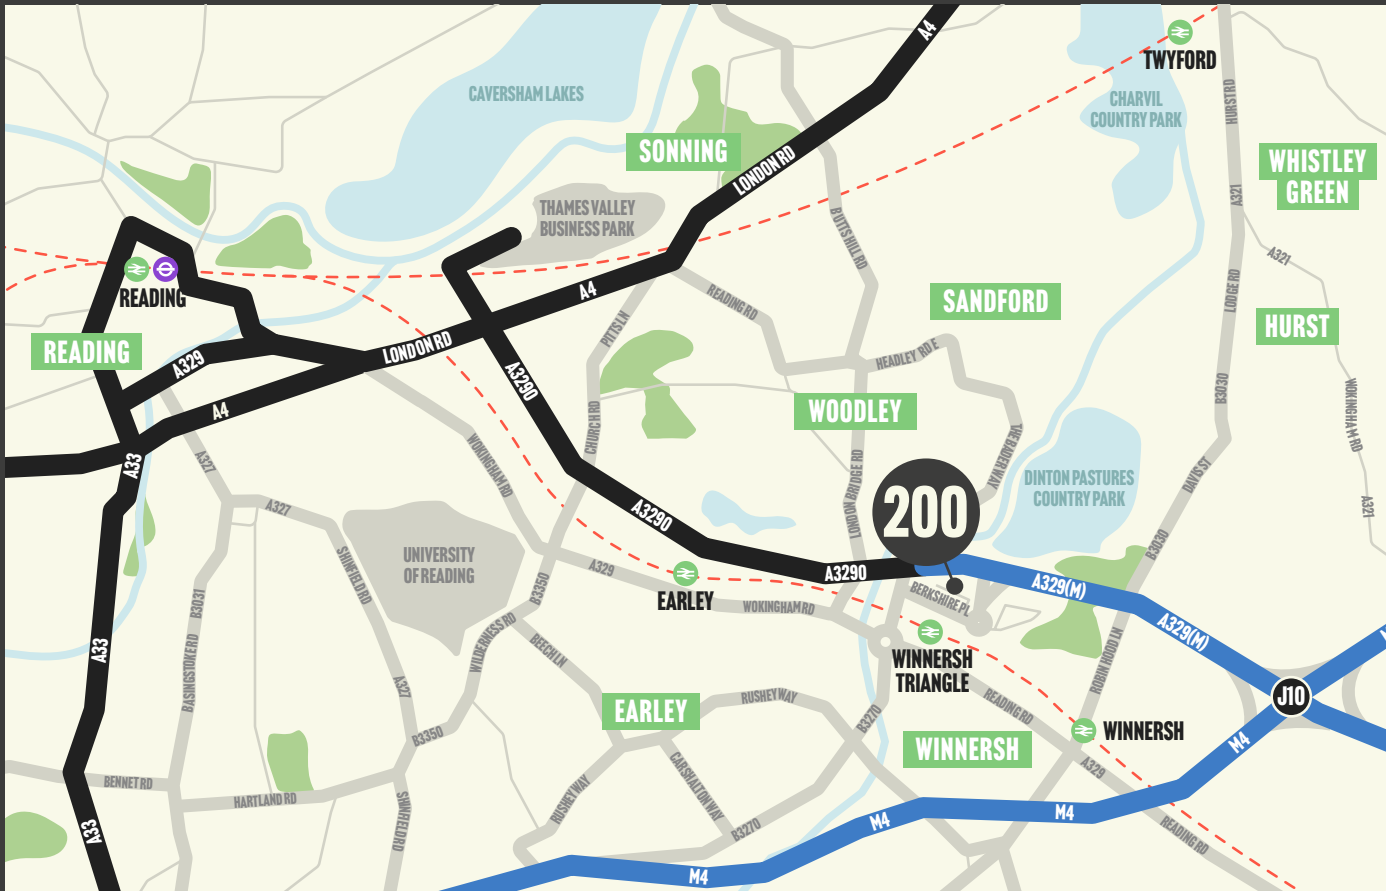 A4
TWYFORD
CAVERSHAM LAKES
CHARVIL
COUNTRY PARK
HURST RD
SONNING
LONDON RD
WHISTLEY
GREEN
A321
THAMES VALLEY
BUSINESS PARK
BUTTS HILL RD
A321
READING
A4
READING RD
SANDFORD
LODGE RD
HURST
PITTS LN
READING
A329
LONDON RD
HEADLEY RD E
A3290
B3030
WOKINGHAM RD
A4
WOODLEY
CHURCH RD
THE BADER WAY
A33
A327
WOKINGHAM RD
LONDON BRIDGE RD
DINTON PASTURES
COUNTRY PARK
DAVIS ST
A321
A327
A3290
200
B3030
SHINFIELD RD
UNIVERSITY
OF READING
A329
A3290
A329(M)
B3350
EARLEY
WOKINGHAM RD
BERKSHIRE PL
B3031
A33
BASINGSTOKE RD
WILDERNESS RD
BEECH LN
WINNERSH
TRIANGLE
A329(M)
ROBIN HOOD LN
A327
RUSHEY WAY
READING RD
J10
EARLEY
B3270
B3350
WINNERSH
WINNERSH
M4
BENNET RD
CARSHALTON WAY
A329
HARTLAND RD
RUSHEY WAY
M4
M4
A33
SHINFIELD RD
B3270
READING RD
M4